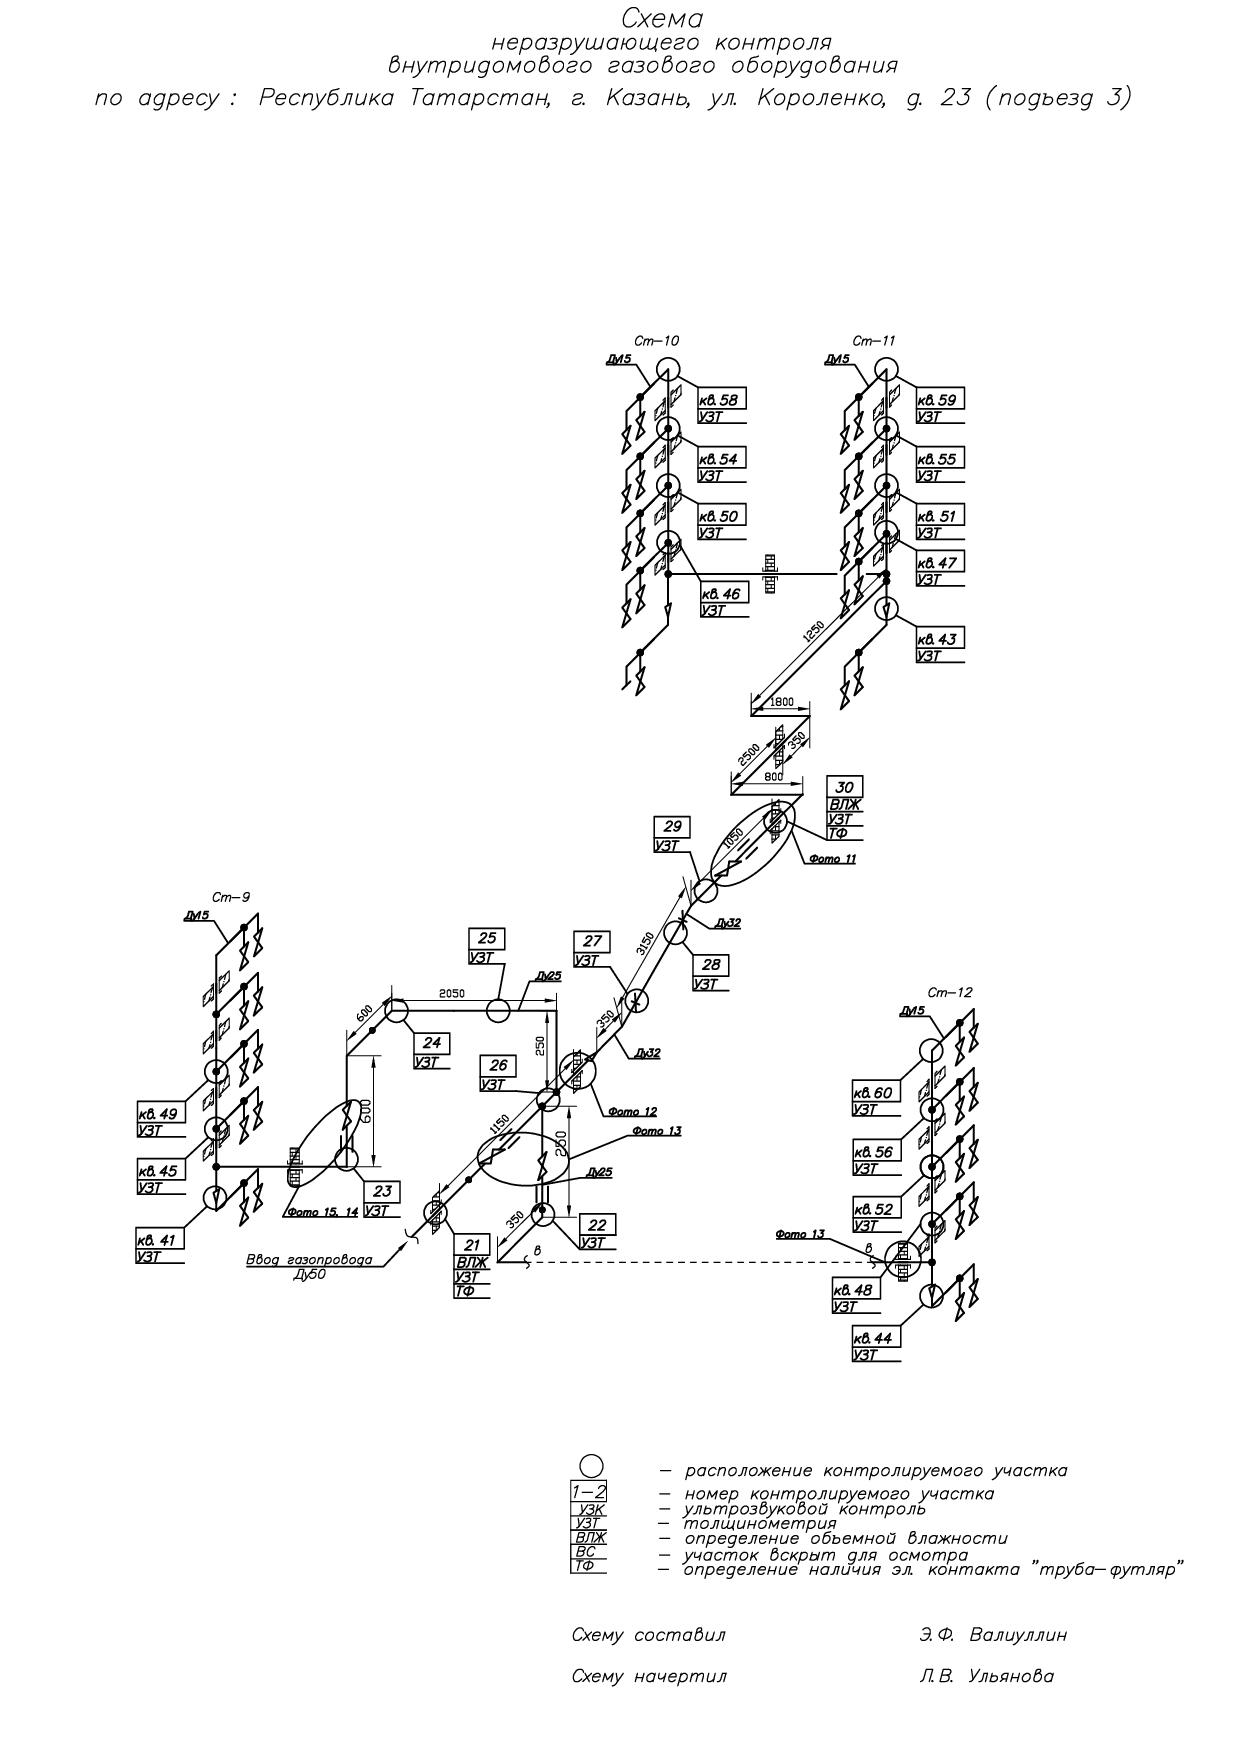 Схема
неразрушающего контроля
внутридомового газового оборудования
по адресу : Республика Татарстан, г. Казань, ул. Короленко, д. 23 (подъезд 3)
Ст-10
Ст-11
Ду15
Ду15
кв. 58
УЗТ
кв. 59
УЗТ
кв. 54
УЗТ
кв. 55
УЗТ
кв. 50
УЗТ
кв. 51
УЗТ
кв. 47
УЗТ
кв. 46
УЗТ
1250
кв. 43
УЗТ
1800
2500
350
800
30
ВЛЖ
УЗТ
ТФ
29
УЗТ
1050
Фото 11
Ст-9
Ду15
Ду32
25
УЗТ
27
УЗТ
3150
28
УЗТ
Ду25
2050
600
350
Ст-12
Ду15
24
УЗТ
250
Ду32
26
УЗТ
кв. 60
УЗТ
600
кв. 49
УЗТ
Фото 12
1150
Фото 13
250
кв. 56
УЗТ
кв. 45
УЗТ
Ду25
23
УЗТ
Фото 15, 14
кв. 52
УЗТ
350
22
УЗТ
кв. 41
УЗТ
Фото 13
21
ВЛЖ
УЗТ
ТФ
в
в
Ввод газопровода
Ду50
кв. 48
УЗТ
кв. 44
УЗТ
– расположение контролируемого участка
1-2 – номер контролируемого участка
УЗК – ультрозвуковой контроль
УЗТ – толщинометрия
ВЛЖ – определение объемной влажности
ВС – участок вскрыт для осмотра
ТФ – определение наличия эл. контакта "труба-футляр"
Схему составил Э.Ф. Валиуллин
Схему начертил Л.В. Ульянова